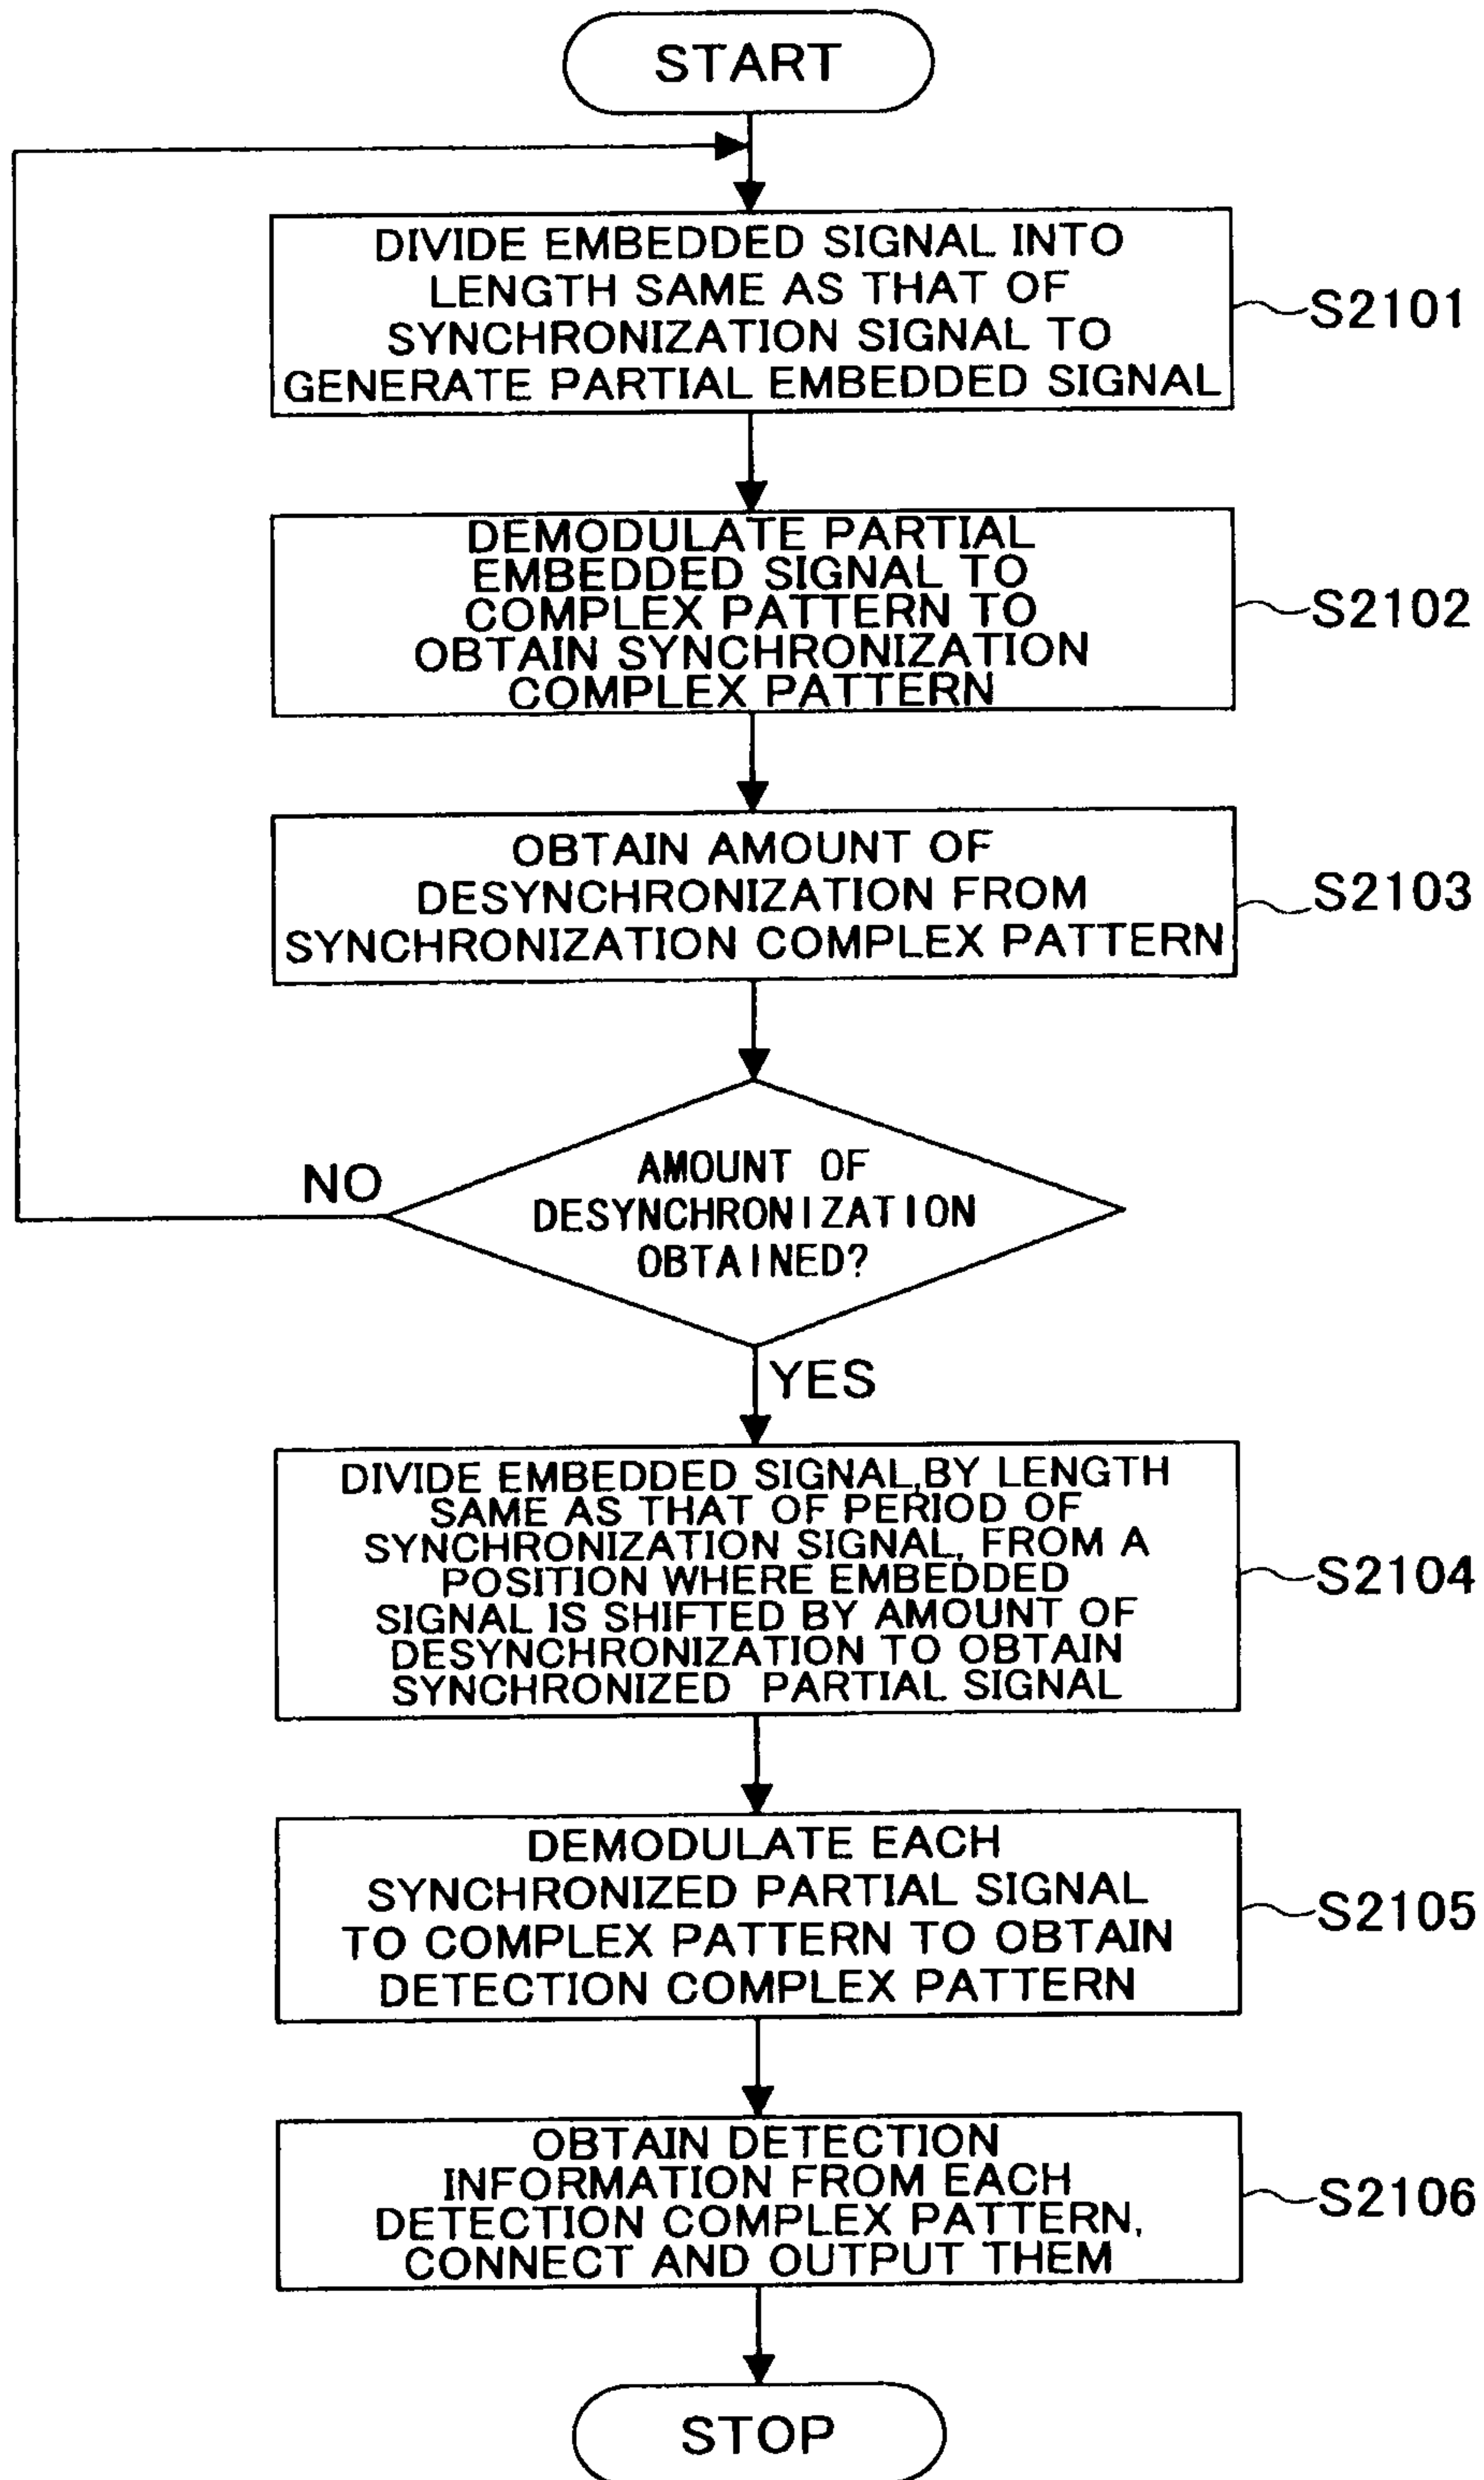 START
DIVIDE EMBEDDED SIGNAL INTO
LENGTH SAME AS THAT OF
SYNCHRONIZATION SIGNAL TO
GENERATE PARTIAL EMBEDDED SIGNAL
S2101
DEMODULATE PARTIAL
EMBEDDED SIGNAL TO
COMPLEX PATTERN TO
OBTAIN SYNCHRONIZATION
COMPLEX PATTERN
S2102
OBTAIN AMOUNT OF
DESYNCHRONIZATION FROM
SYNCHRONIZATION COMPLEX PATTERN
S2103
NO
AMOUNT OF
DESYNCHRONIZATION
OBTAINED?
YES
DIVIDE EMBEDDED SIGNAL,BY LENGTH
SAME AS THAT OF PERIOD OF
SYNCHRONIZATION SIGNAL, FROM A
POSITION WHERE EMBEDDED
SIGNAL IS SHIFTED BY AMOUNT OF
DESYNCHRONIZATION TO OBTAIN
SYNCHRONIZED PARTIAL SIGNAL
S2104
DEMODULATE EACH
SYNCHRONIZED PARTIAL SIGNAL
TO COMPLEX PATTERN TO OBTAIN
DETECTION COMPLEX PATTERN
S2105
OBTAIN DETECTION
INFORMATION FROM EACH
DETECTION COMPLEX PATTERN,
CONNECT AND OUTPUT THEM
S2106
STOP